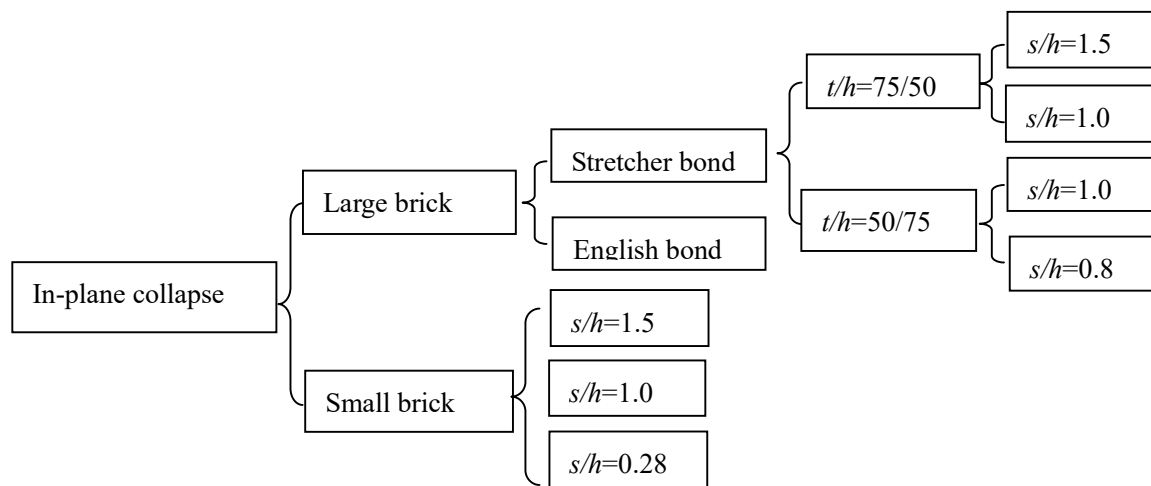 In-plane collapse
Large brick
Stretcher bond
t/h=75/50
s/h=1.5
s/h=1.0
t/h=50/75
s/h=1.0
s/h=0.8
English bond
Small brick
s/h=1.5
s/h=1.0
s/h=0.28